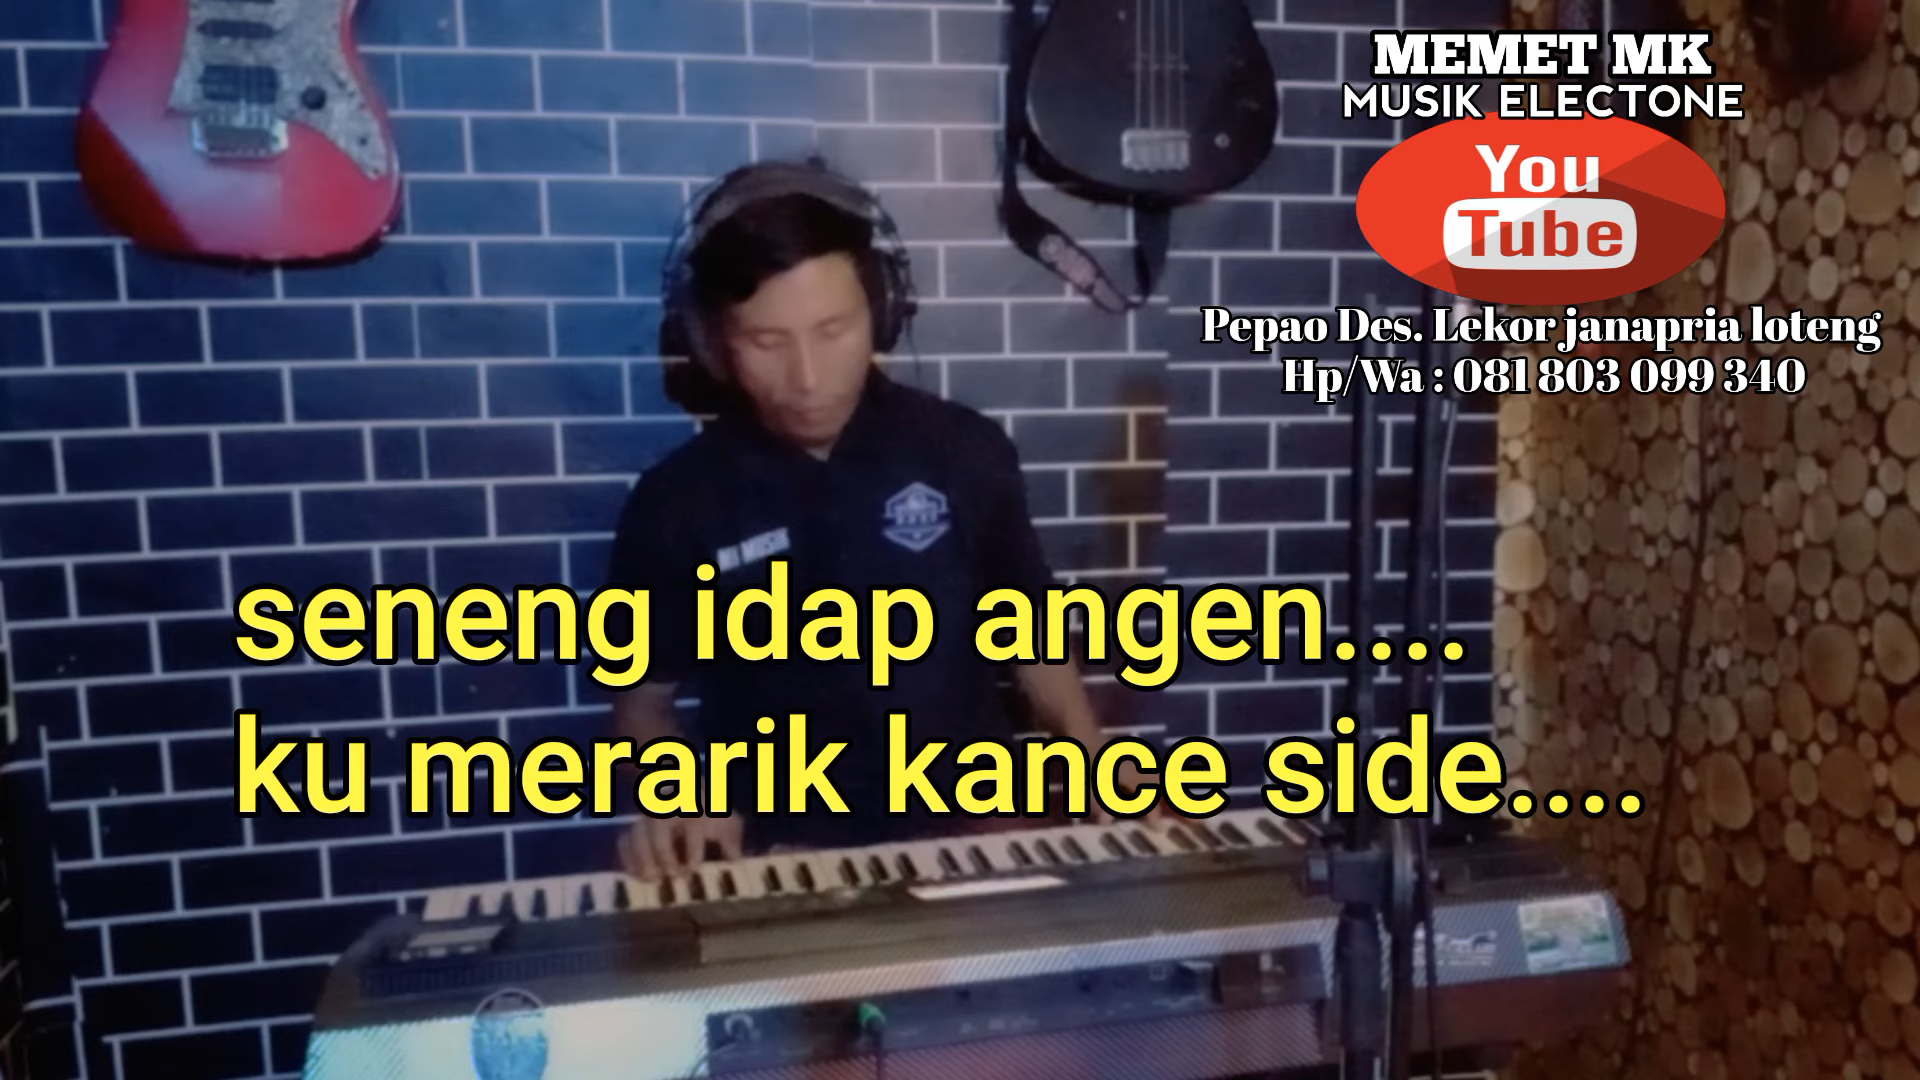 MEMET MK
MUSIK ELECTONE
You
Tube
Pepao Des. Lekor janapria loteng
Hp/Wa : 081 803 099 340
MUSIK
seneng idap angen....
ku merarik kance side....